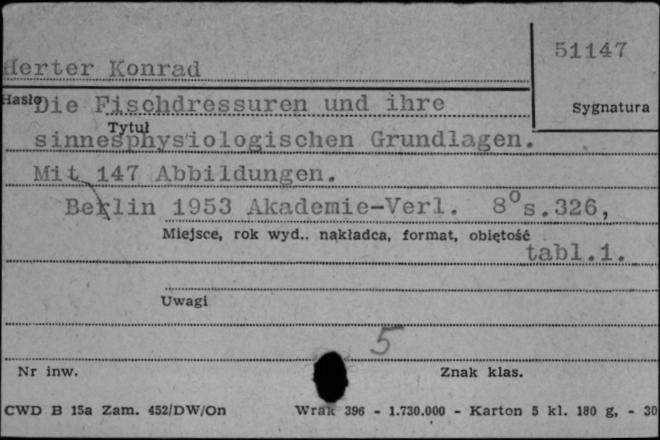 51147
Herter Konrad
Hasło
Sygnatura
Die Fischdressuren und ihre
Tytuł
sinnesphysiologischen Grundlagen.
Mit 147 Abbildungen.
Berlin 1953 Akademie-Verl. 8° s.326,
Miejsce, rok wyd.. nakładca, format, obiętość
tabl.1.
Uwagi
5
Nr inw.
Znak klas.
CWD B 15a Zam. 452/DW/On Wrak 396 - 1.730.000 - Karton 5 kl. 180 g, - 30